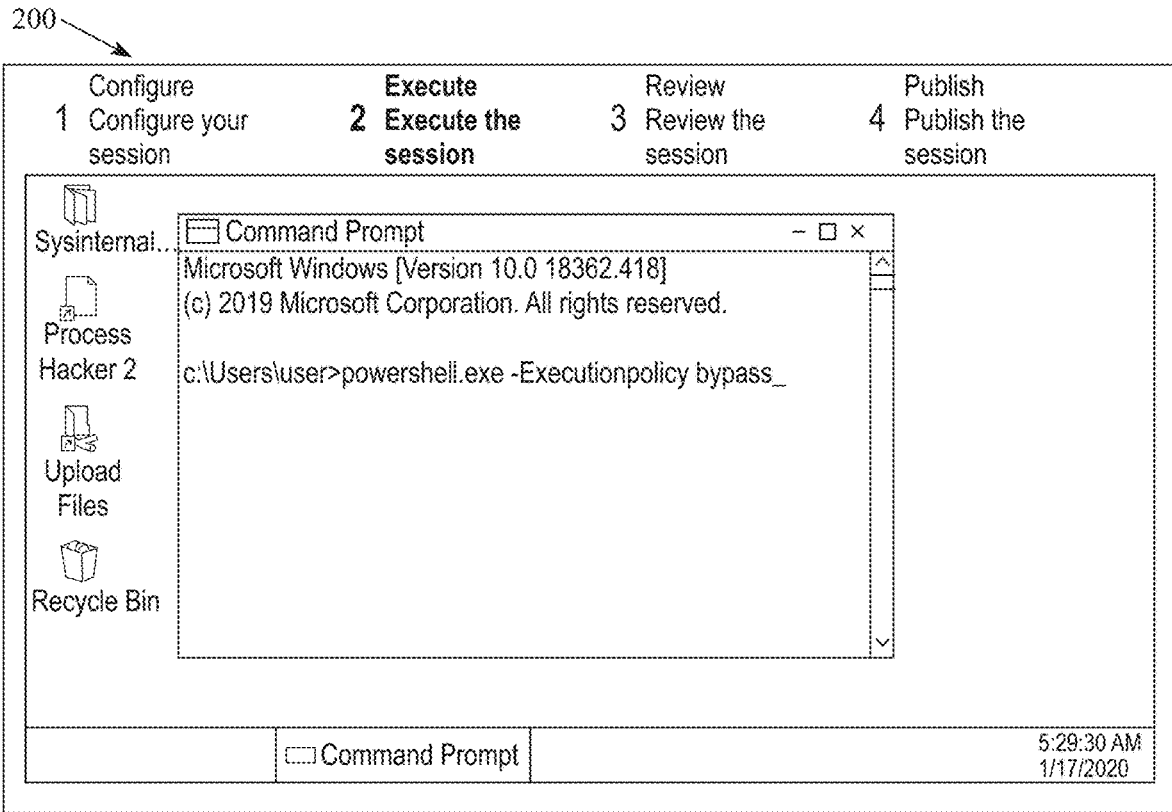 200
Configure
1 Configure your
session
Execute
2 Execute the
session
Review
3 Review the
session
Publish
4 Publish the
session
Sysinternal...
Process
Hacker 2
Upload
Files
Recycle Bin
Command Prompt
Microsoft Windows [Version 10.0 18362.418]
(c) 2019 Microsoft Corporation. All rights reserved.
c:\Users\user>powershell.exe -Executionpolicy bypass_
Command Prompt
5:29:30 AM
1/17/2020